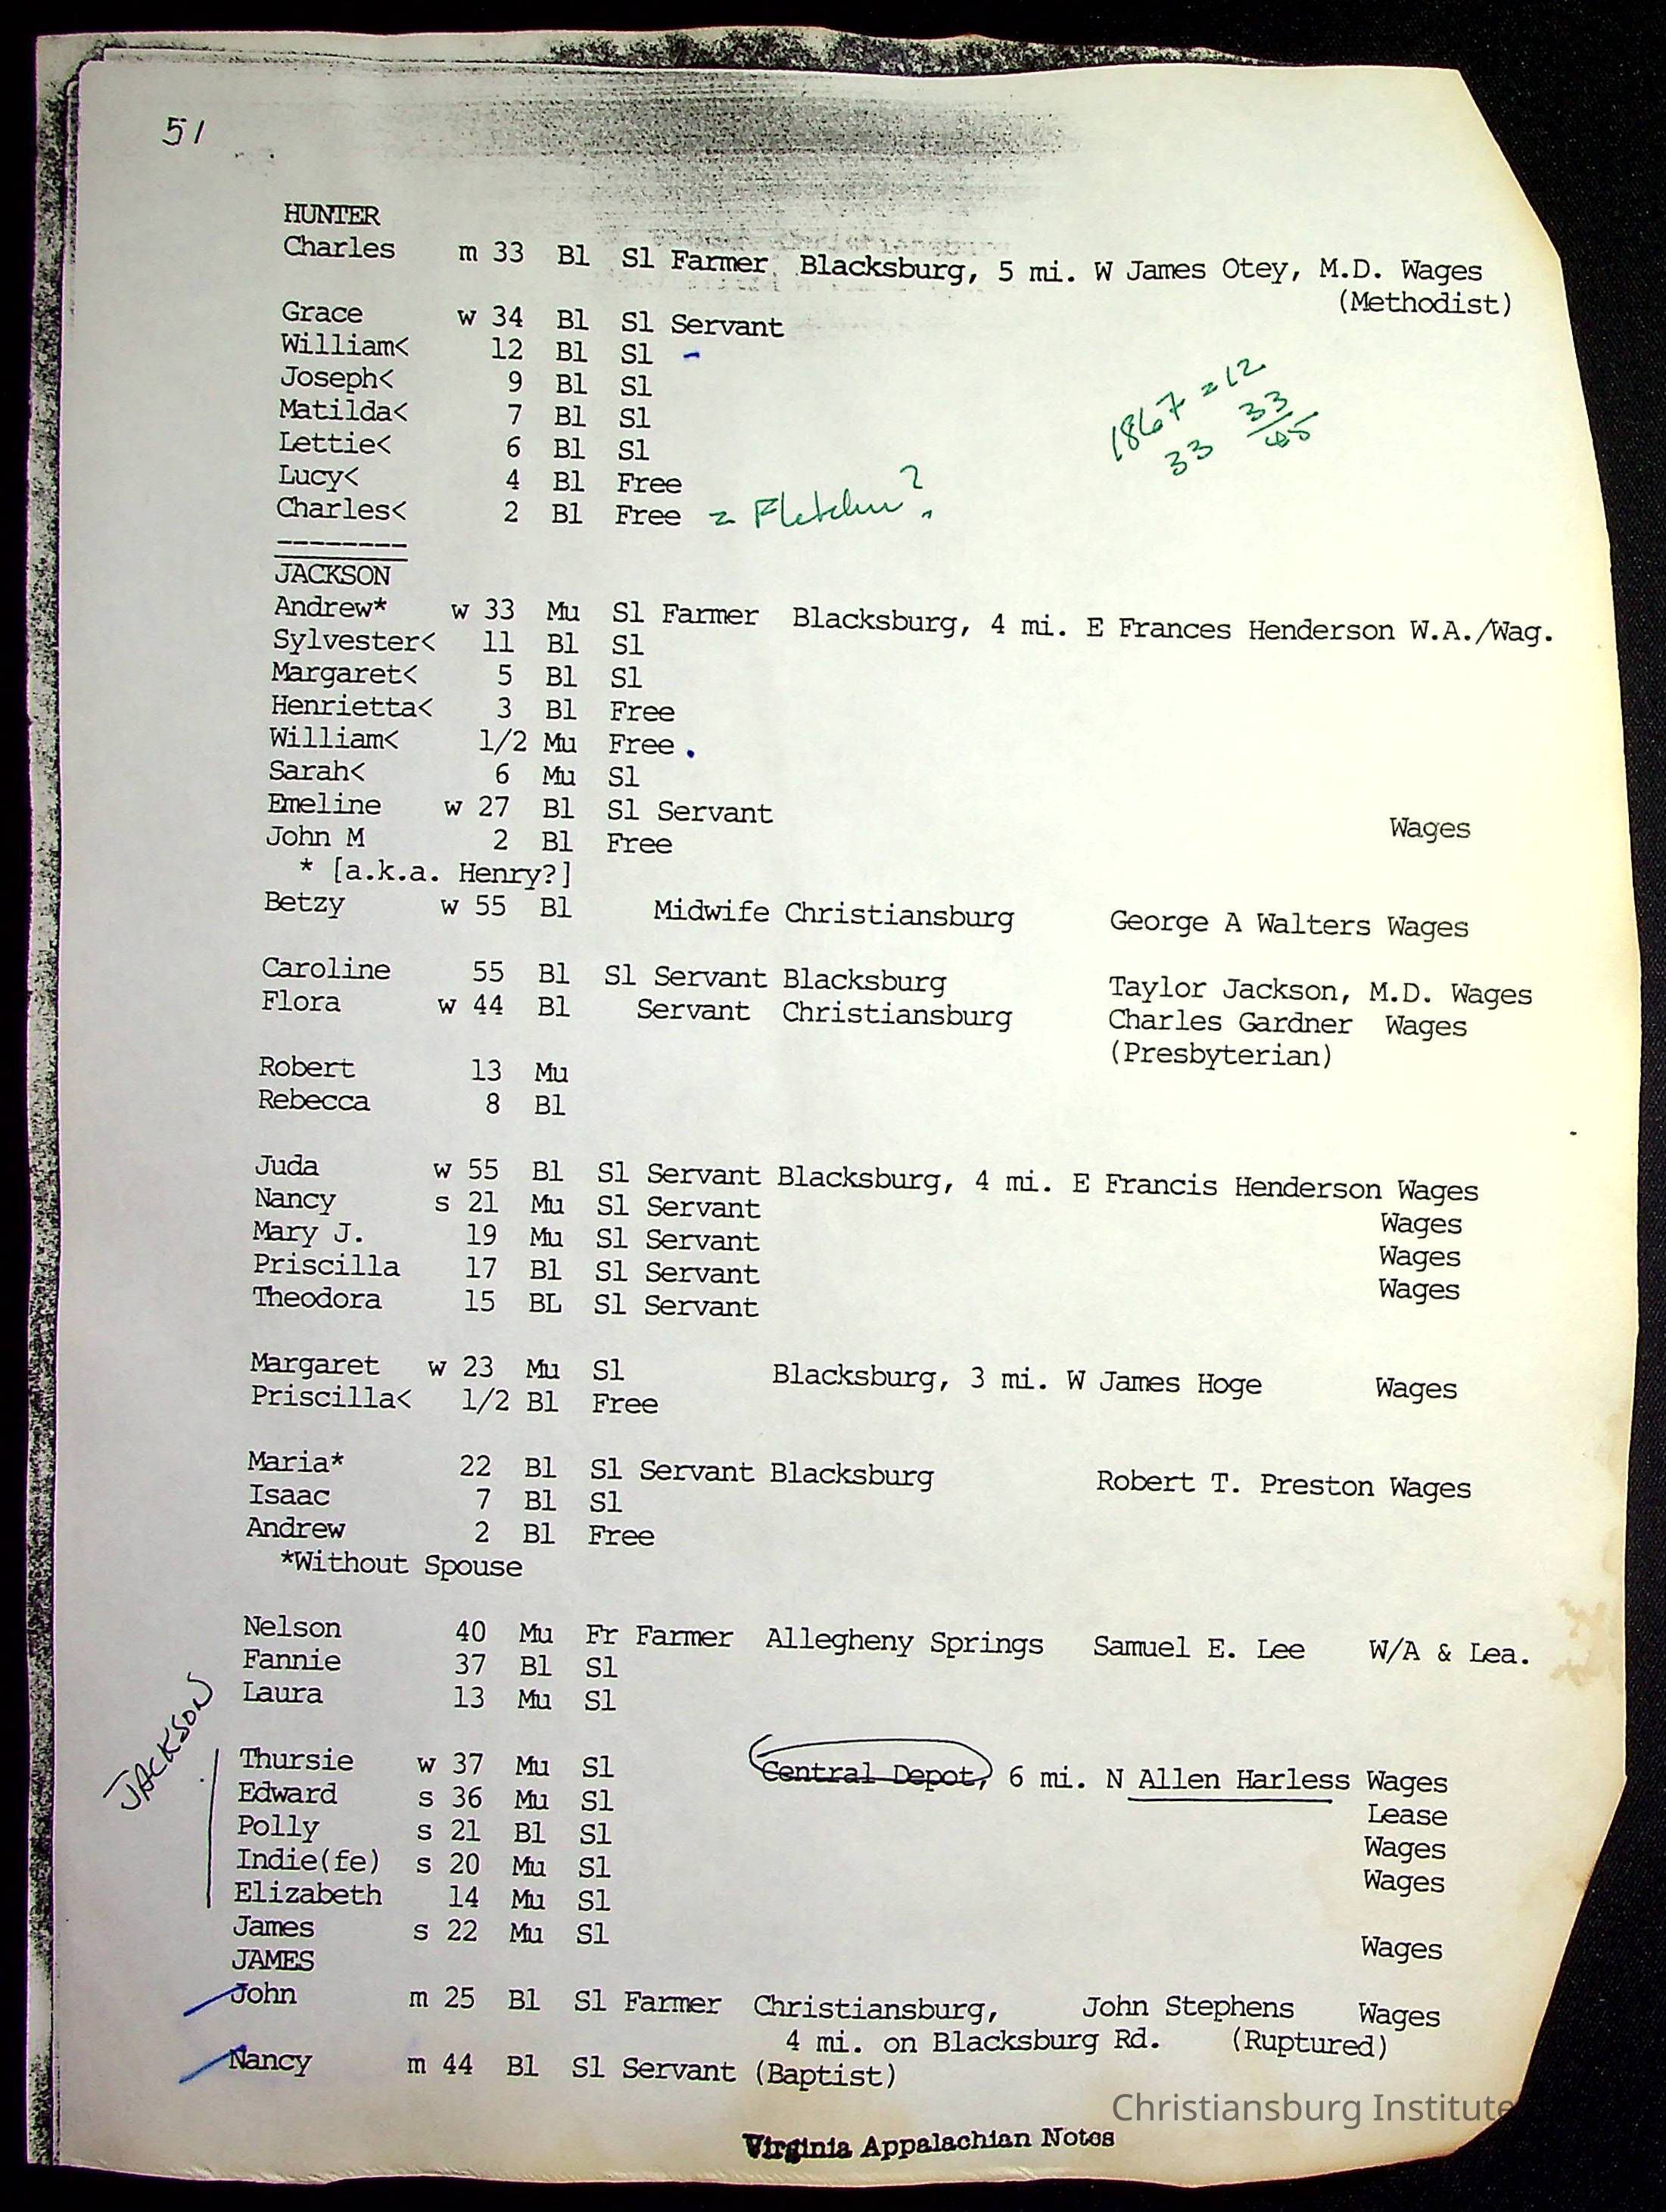 51
HUNTER
Charles m 33 Bl Sl Farmer Blacksburg, 5 mi. W James Otey, M.D. Wages
(Methodist)
Grace w 34 Bl Sl Servant
William< 12 Bl Sl -
Joseph< 9 Bl Sl
Matilda< 7 Bl Sl
Lettie< 6 Bl Sl
1867 = 12
33 33
45
Lucy< 4 Bl Free
Charles< 2 Bl Free = Fletcher?
--------
JACKSON
Andrew* w 33 Mu Sl Farmer Blacksburg, 4 mi. E Frances Henderson W.A./Wag.
Sylvester< 11 Bl Sl
Margaret< 5 Bl Sl
Henrietta< 3 Bl Free
William< 1/2 Mu Free .
Sarah< 6 Mu Sl
Emeline w 27 Bl Sl Servant Wages
John M 2 Bl Free
* [a.k.a. Henry?]
Betzy w 55 Bl Midwife Christiansburg George A Walters Wages
Caroline 55 Bl Sl Servant Blacksburg Taylor Jackson, M.D. Wages
Flora w 44 Bl Servant Christiansburg Charles Gardner Wages
(Presbyterian)
Robert 13 Mu
Rebecca 8 Bl
Juda w 55 Bl Sl Servant Blacksburg, 4 mi. E Francis Henderson Wages
Nancy s 21 Mu Sl Servant Wages
Mary J. 19 Mu Sl Servant Wages
Priscilla 17 Bl Sl Servant Wages
Theodora 15 BL Sl Servant
Margaret w 23 Mu Sl Blacksburg, 3 mi. W James Hoge Wages
Priscilla< 1/2 Bl Free
Maria* 22 Bl Sl Servant Blacksburg Robert T. Preston Wages
Isaac 7 Bl Sl
Andrew 2 Bl Free
*Without Spouse
Nelson 40 Mu Fr Farmer Allegheny Springs Samuel E. Lee W/A & Lea.
Fannie 37 Bl Sl
Laura 13 Mu Sl
JACKSON
Thursie w 37 Mu Sl Central Depot, 6 mi. N Allen Harless Wages
Edward s 36 Mu Sl Lease
Polly s 21 Bl Sl Wages
Indie(fe) s 20 Mu Sl Wages
Elizabeth 14 Mu Sl
James s 22 Mu Sl Wages
JAMES
John m 25 Bl Sl Farmer Christiansburg, John Stephens Wages
4 mi. on Blacksburg Rd. (Ruptured)
Nancy m 44 Bl Sl Servant (Baptist)
Christiansburg Institute
Virginia Appalachian Notes